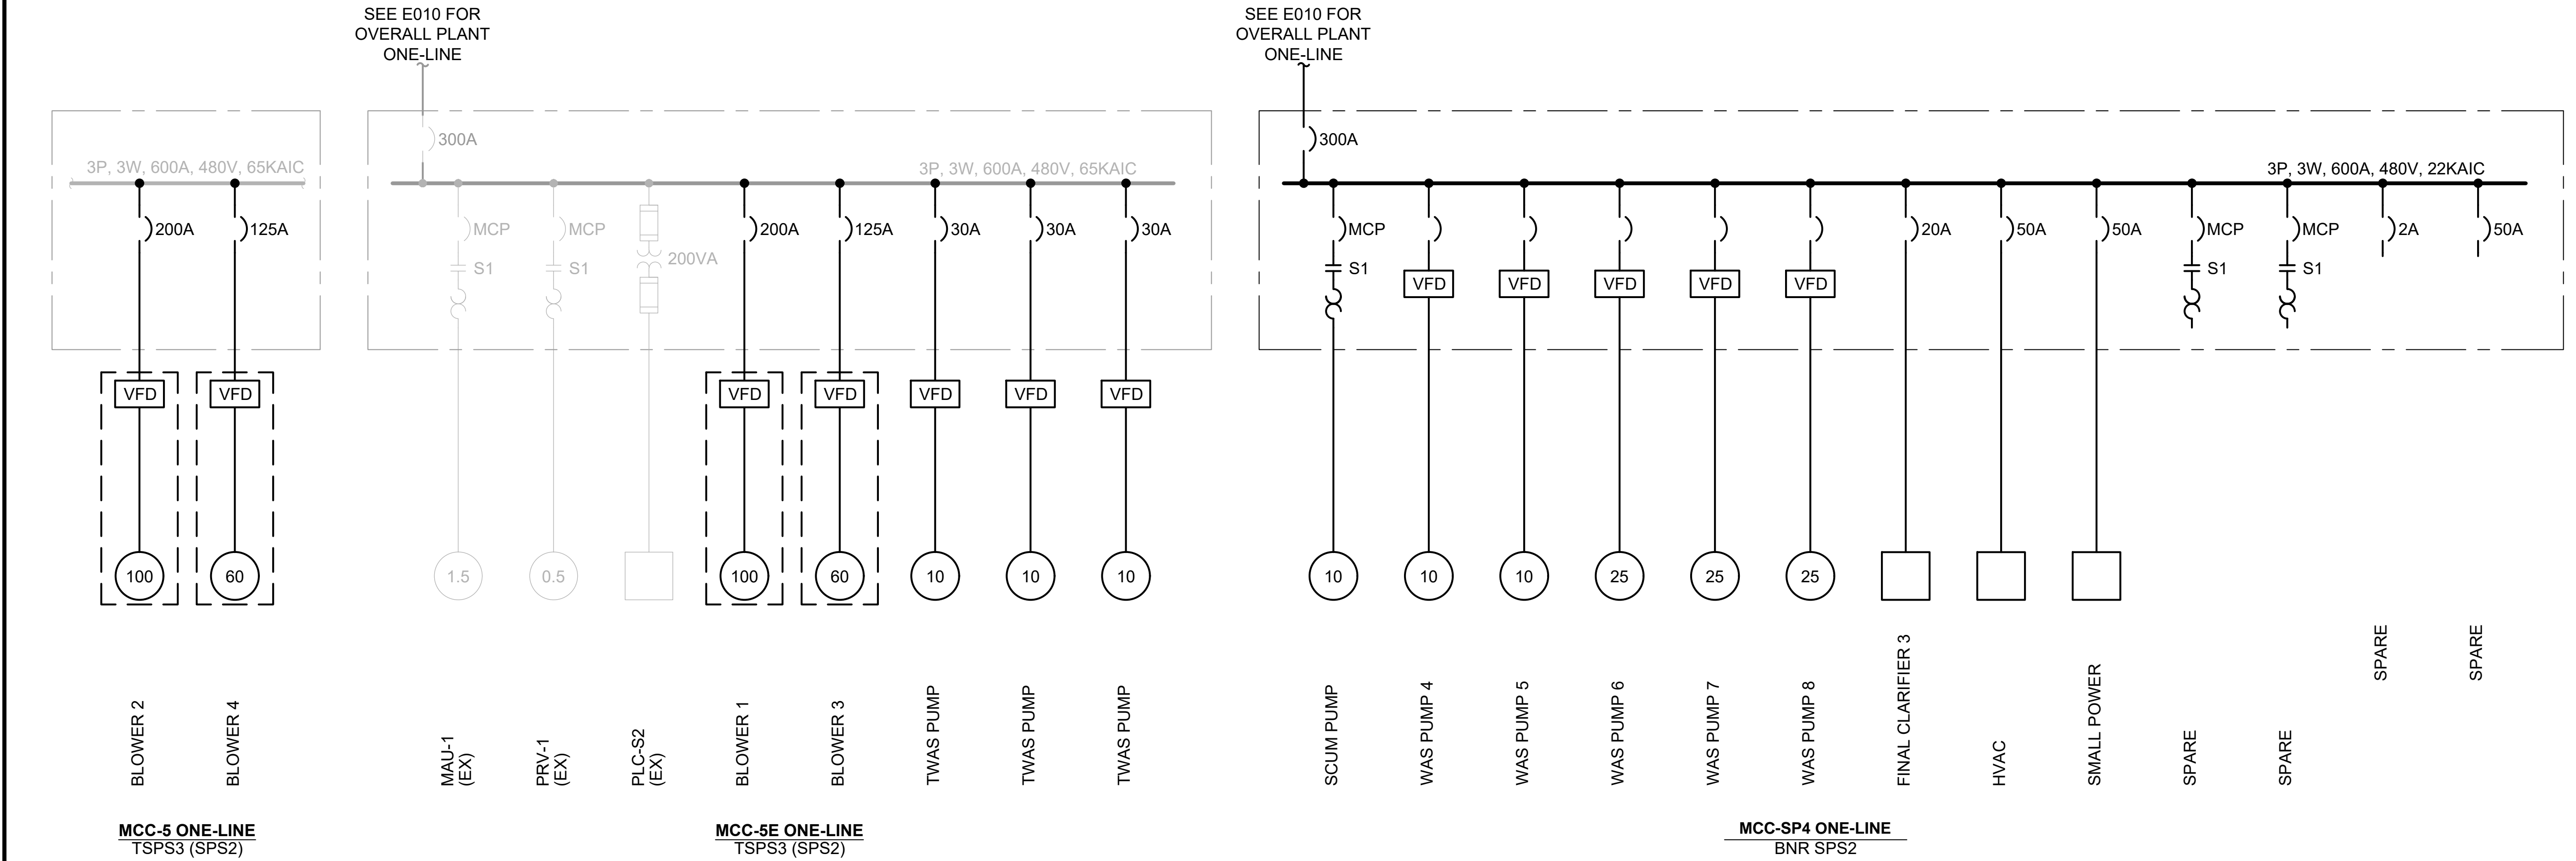 SEE E010 FOR
OVERALL PLANT
ONE-LINE
SEE E010 FOR
OVERALL PLANT
ONE-LINE
3P, 3W, 600A, 480V, 65KAIC
200A
125A
VFD
VFD
100
60
BLOWER 2
BLOWER 4
MCC-5 ONE-LINE
TSPS3 (SPS2)
300A
3P, 3W, 600A, 480V, 65KAIC
MCP
MCP
200A
125A
30A
30A
30A
S1
S1
200VA
VFD
VFD
VFD
VFD
VFD
1.5
0.5
100
60
10
10
10
MAU-1
(EX)
PRV-1
(EX)
PLC-S2
(EX)
BLOWER 1
BLOWER 3
TWAS PUMP
TWAS PUMP
TWAS PUMP
MCC-5E ONE-LINE
TSPS3 (SPS2)
300A
3P, 3W, 600A, 480V, 22KAIC
MCP
20A
50A
50A
MCP
MCP
2A
50A
S1
S1
S1
VFD
VFD
VFD
VFD
VFD
10
10
10
25
25
25
SCUM PUMP
WAS PUMP 4
WAS PUMP 5
WAS PUMP 6
WAS PUMP 7
WAS PUMP 8
FINAL CLARIFIER 3
HVAC
SMALL POWER
SPARE
SPARE
SPARE
SPARE
MCC-SP4 ONE-LINE
BNR SPS2